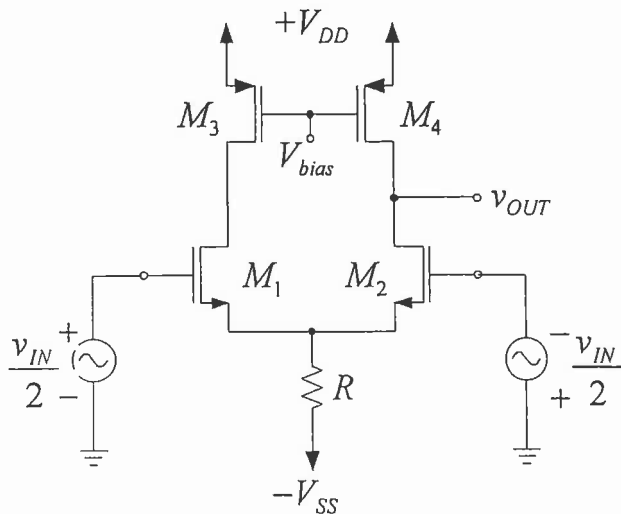 +V_DD
M_3
M_4
V_bias
v_OUT
M_1
M_2
+
v_IN
2
−
−
v_IN
2
+
R
−V_SS